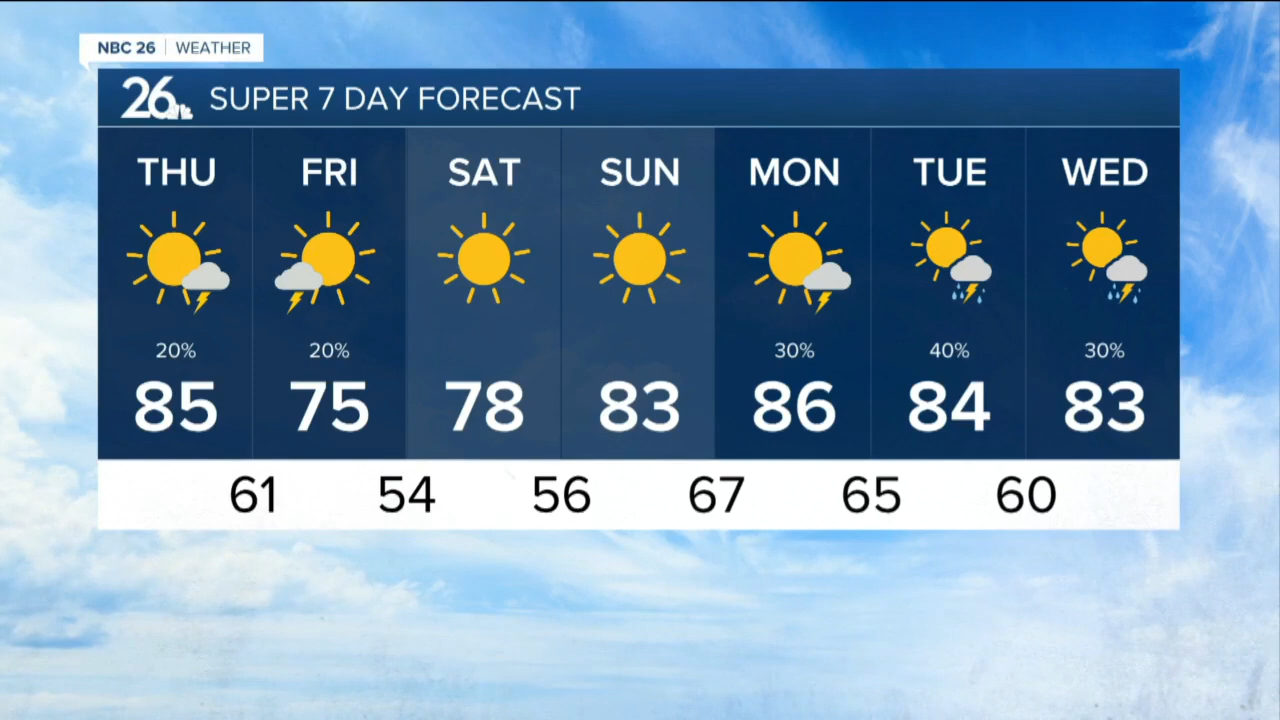 NBC 26 | WEATHER
26 SUPER 7 DAY FORECAST
THU FRI SAT SUN MON TUE WED
20% 20% 30% 40% 30%
85 75 78 83 86 84 83
61 54 56 67 65 60